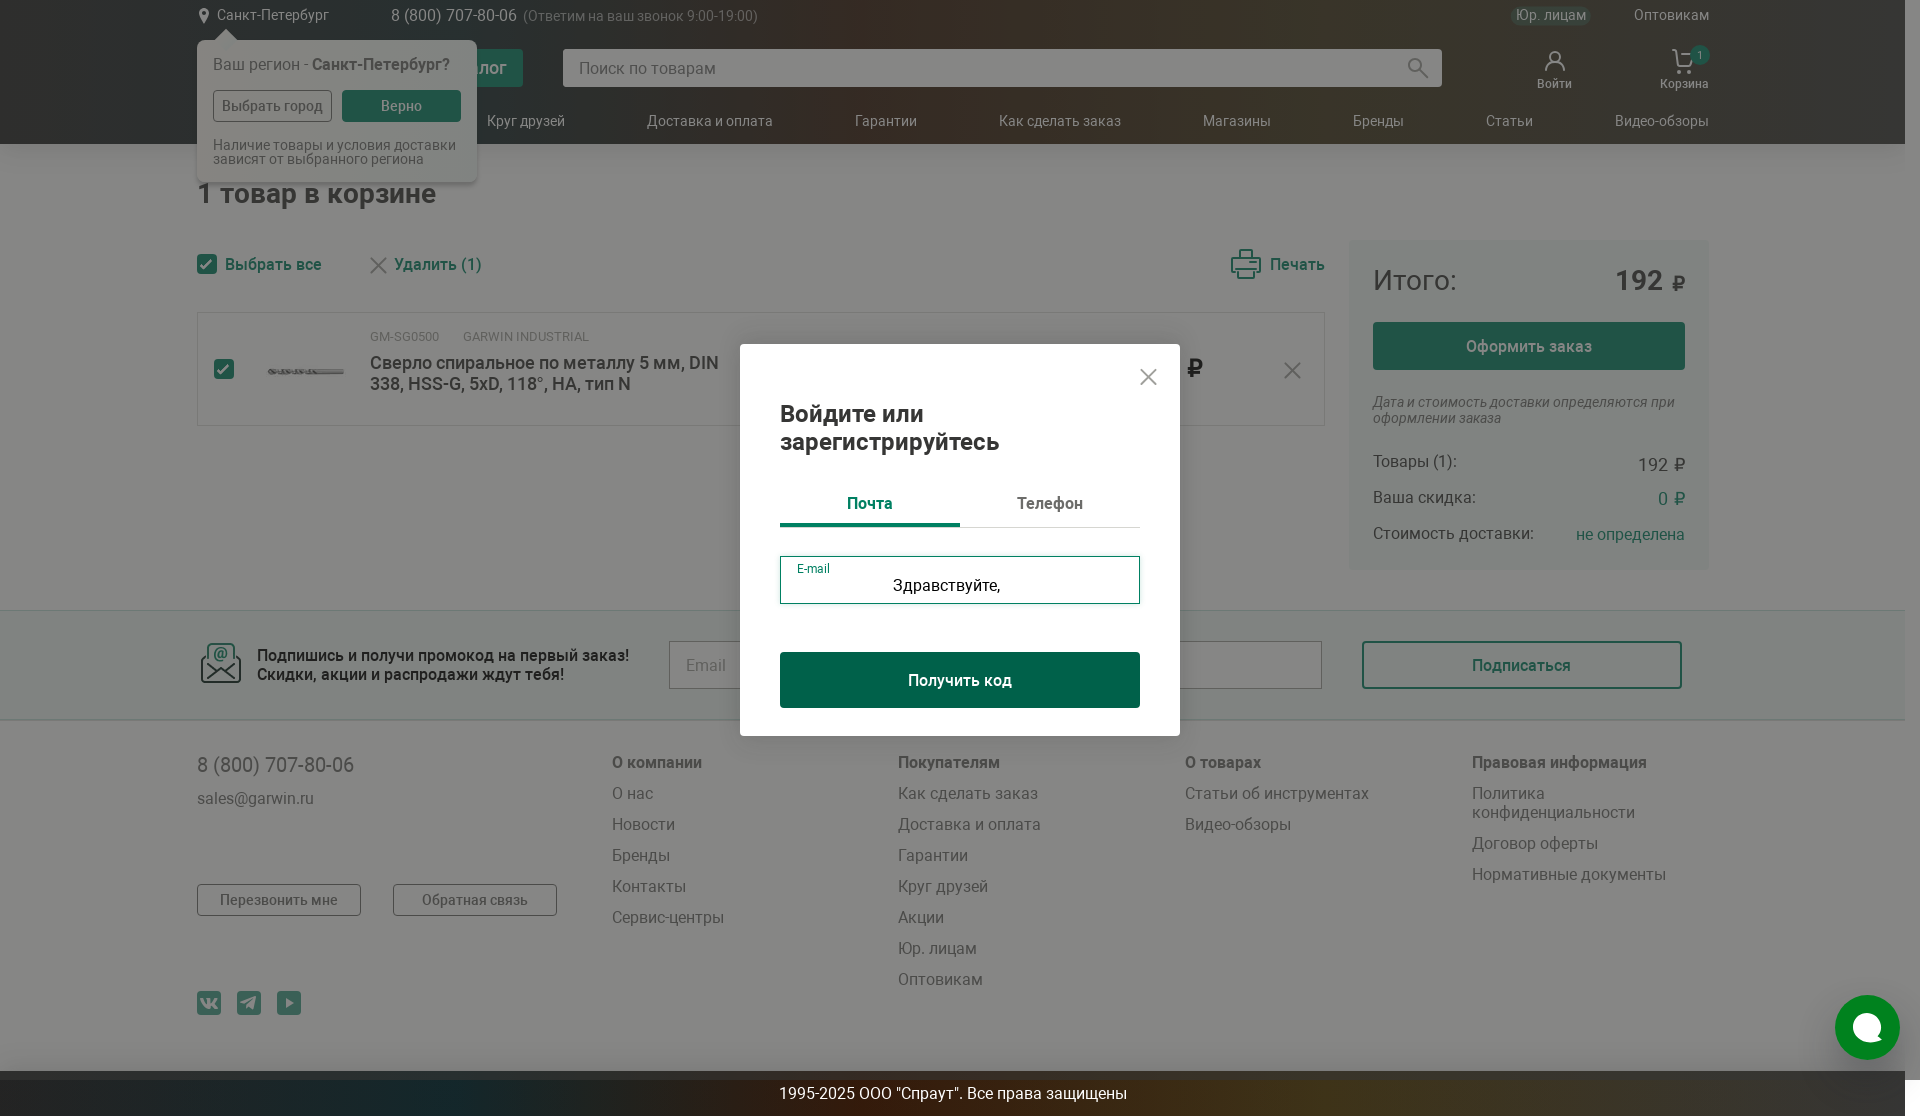 Санкт-Петербург
8 (800) 707-80-06 (Ответим на ваш звонок 9:00-19:00)
Юр. лицам
Оптовикам
Ваш регион - Санкт-Петербург?
Выбрать город
Верно
Наличие товары и условия доставки
зависят от выбранного региона
лог
Поиск по товарам
Войти
1
Корзина
Круг друзей
Доставка и оплата
Гарантии
Как сделать заказ
Магазины
Бренды
Статьи
Видео-обзоры
1 товар в корзине
Выбрать все
Удалить (1)
Печать
GM-SG0500
GARWIN INDUSTRIAL
Сверло спиральное по металлу 5 мм, DIN
338, HSS-G, 5xD, 118°, HA, тип N
₽
Итого:
192 ₽
Оформить заказ
Дата и стоимость доставки определяются при
оформлении заказа
Товары (1):
192 ₽
Ваша скидка:
0 ₽
Стоимость доставки:
не определена
Войдите или
зарегистрируйтесь
Почта
Телефон
E-mail
Здравствуйте,
Получить код
Подпишись и получи промокод на первый заказ!
Скидки, акции и распродажи ждут тебя!
Email
Подписаться
8 (800) 707-80-06
sales@garwin.ru
Перезвонить мне
Обратная связь
О компании
О нас
Новости
Бренды
Контакты
Сервис-центры
Покупателям
Как сделать заказ
Доставка и оплата
Гарантии
Круг друзей
Акции
Юр. лицам
Оптовикам
О товарах
Статьи об инструментах
Видео-обзоры
Правовая информация
Политика
конфиденциальности
Договор оферты
Нормативные документы
1995-2025 ООО "Спраут". Все права защищены